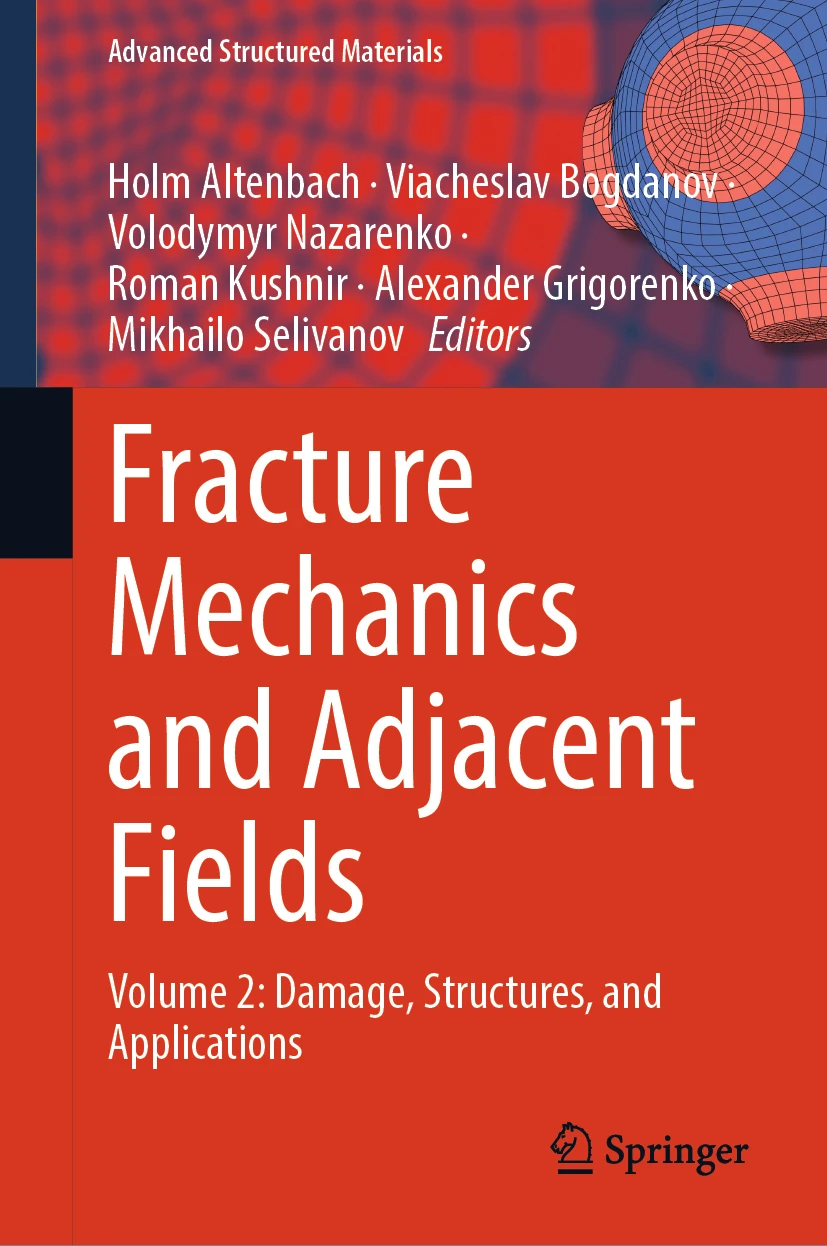 Advanced Structured Materials
Holm Altenbach · Viacheslav Bogdanov ·
Volodymyr Nazarenko ·
Roman Kushnir · Alexander Grigorenko ·
Mikhailo Selivanov Editors
Fracture
Mechanics
and Adjacent
Fields
Volume 2: Damage, Structures, and
Applications
Springer